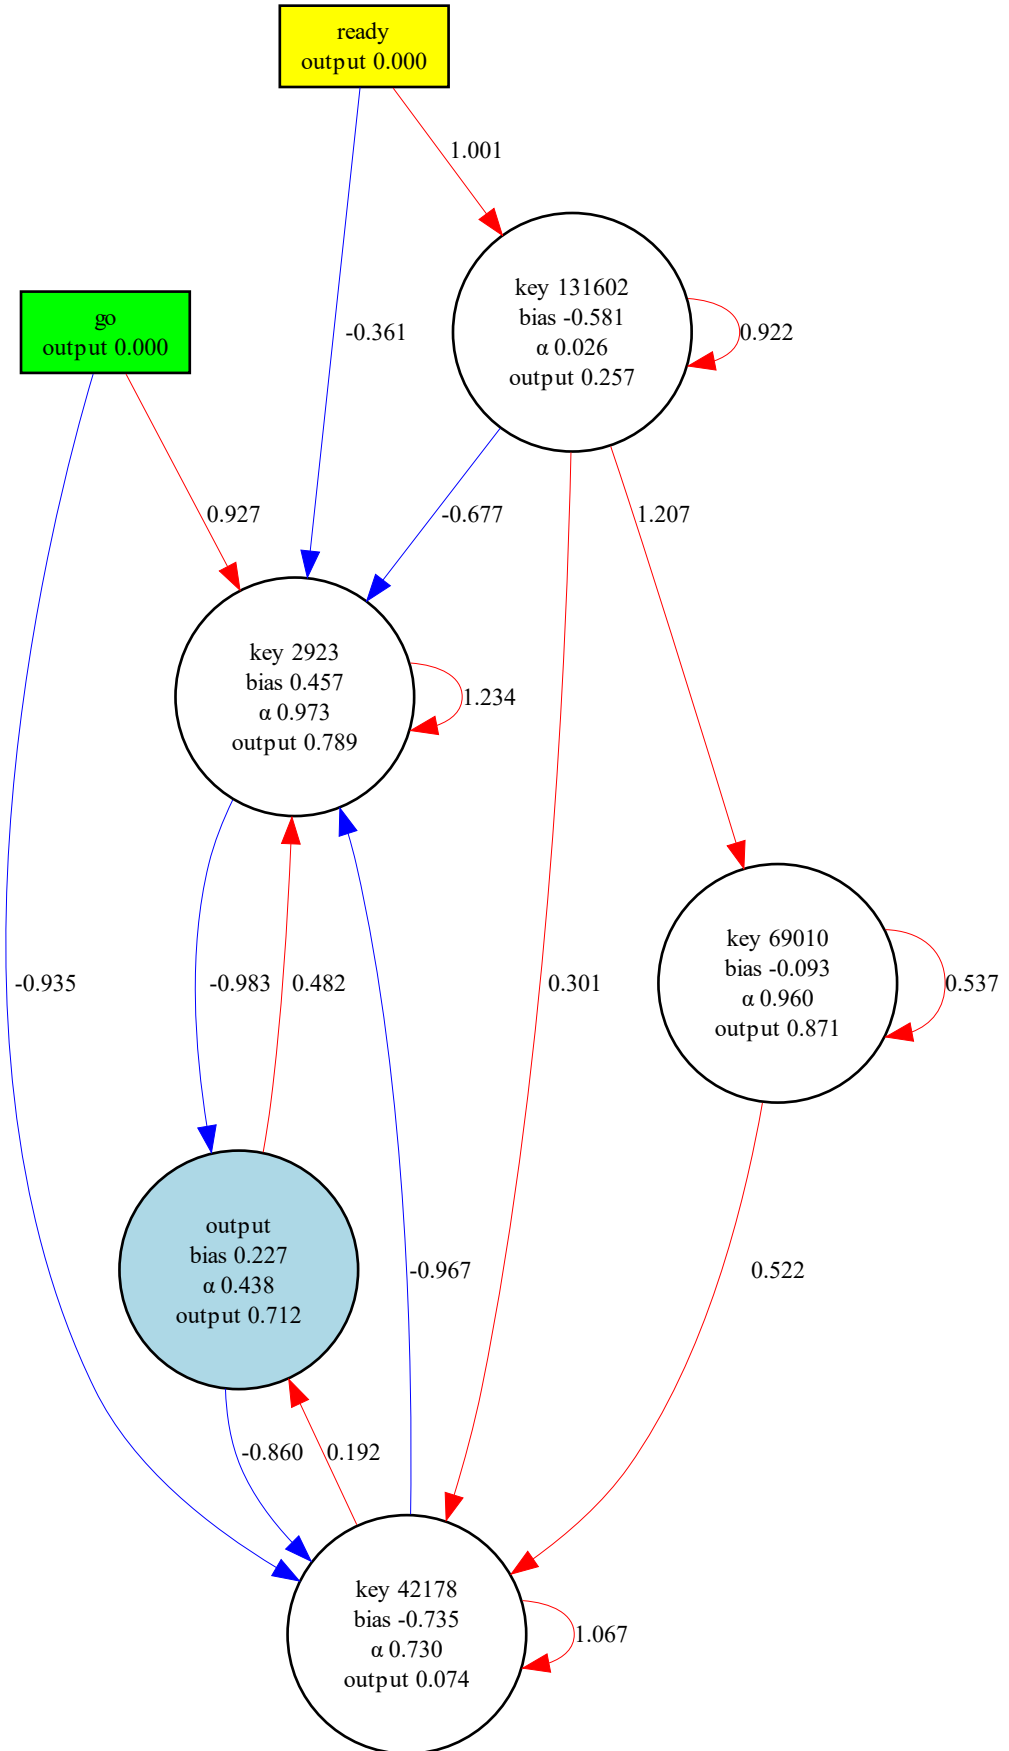 ready
output 0.000
1.001
key 131602
bias -0.581
α 0.026
output 0.257
0.922
go
output 0.000
-0.361
0.927
-0.677
1.207
key 2923
bias 0.457
α 0.973
output 0.789
1.234
key 69010
bias -0.093
α 0.960
output 0.871
0.537
-0.935
-0.983
0.482
0.301
output
bias 0.227
α 0.438
output 0.712
-0.967
0.522
-0.860
0.192
key 42178
bias -0.735
α 0.730
output 0.074
1.067